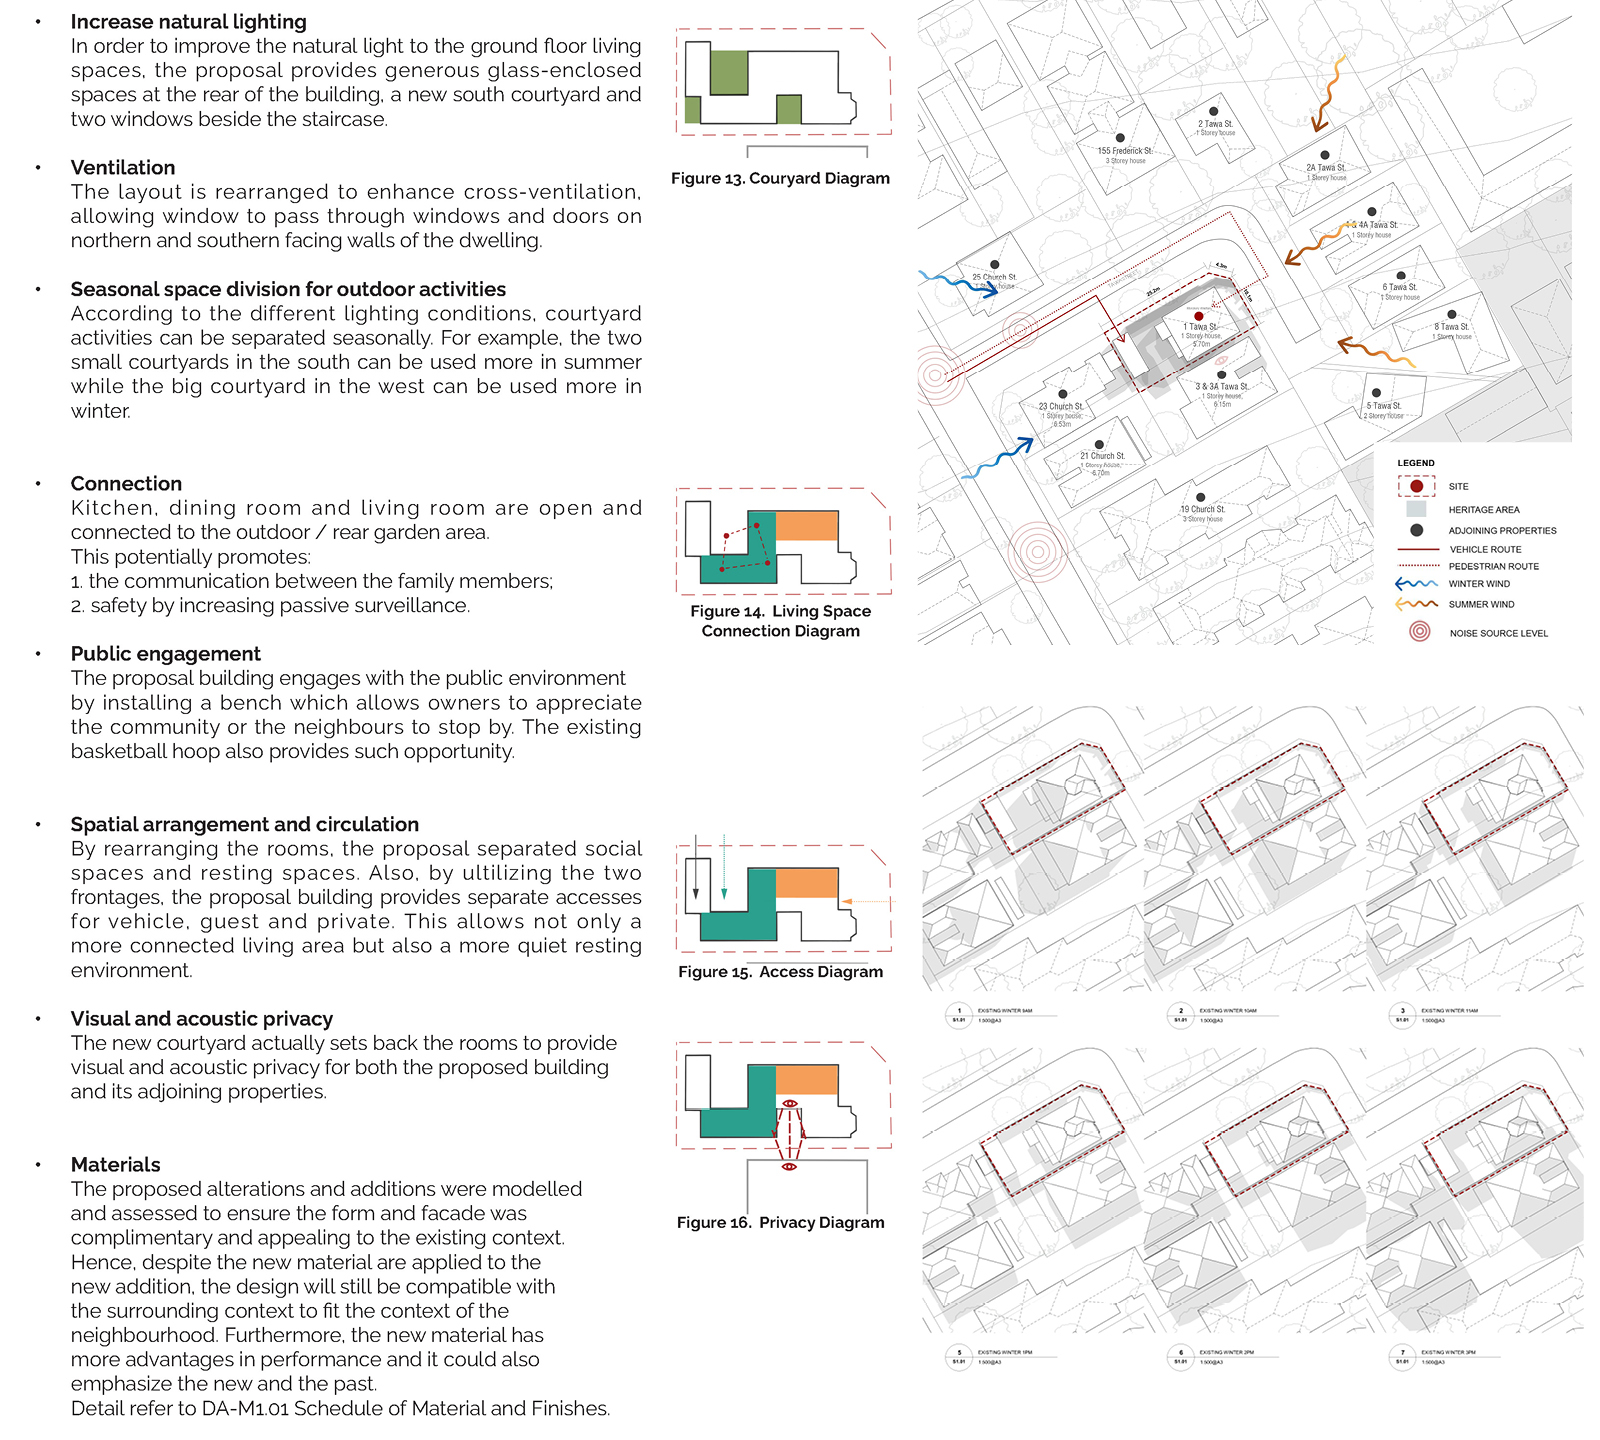 • Increase natural lighting
In order to improve the natural light to the ground floor living
spaces, the proposal provides generous glass-enclosed
spaces at the rear of the building, a new south courtyard and
two windows beside the staircase.
• Ventilation
The layout is rearranged to enhance cross-ventilation,
allowing window to pass through windows and doors on
northern and southern facing walls of the dwelling.
• Seasonal space division for outdoor activities
According to the different lighting conditions, courtyard
activities can be separated seasonally. For example, the two
small courtyards in the south can be used more in summer
while the big courtyard in the west can be used more in
winter.
• Connection
Kitchen, dining room and living room are open and
connected to the outdoor / rear garden area.
This potentially promotes:
1. the communication between the family members;
2. safety by increasing passive surveillance.
• Public engagement
The proposal building engages with the public environment
by installing a bench which allows owners to appreciate
the community or the neighbours to stop by. The existing
basketball hoop also provides such opportunity.
• Spatial arrangement and circulation
By rearranging the rooms, the proposal separated social
spaces and resting spaces. Also, by ultilizing the two
frontages, the proposal building provides separate accesses
for vehicle, guest and private. This allows not only a
more connected living area but also a more quiet resting
environment.
• Visual and acoustic privacy
The new courtyard actually sets back the rooms to provide
visual and acoustic privacy for both the proposed building
and its adjoining properties.
• Materials
The proposed alterations and additions were modelled
and assessed to ensure the form and facade was
complimentary and appealing to the existing context.
Hence, despite the new material are applied to the
new addition, the design will still be compatible with
the surrounding context to fit the context of the
neighbourhood. Furthermore, the new material has
more advantages in performance and it could also
emphasize the new and the past.
Detail refer to DA-M1.01 Schedule of Material and Finishes.
Figure 13. Couryard Diagram
Figure 14. Living Space
Connection Diagram
Figure 15. Access Diagram
Figure 16. Privacy Diagram
2 Tawa St.
1 Storey house
155 Frederick St.
3 Storey house
2A Tawa St.
1 Storey house
& 4A Tawa St.
1 Storey house
25 Church St.
1 Storey house
6 Tawa St.
1 Storey house
4.3m
25.2m
8 Tawa St.
1 Storey house
1 Tawa St.
1 Storey house,
5.70m
3 & 3A Tawa St.
1 Storey house,
6.15m
23 Church St.
1 Storey house,
6.53m
5 Tawa St.
2 Storey house
21 Church St.
1 Storey house,
6.70m
19 Church St.
3 Storey house
LEGEND
SITE
HERITAGE AREA
ADJOINING PROPERTIES
VEHICLE ROUTE
PEDESTRIAN ROUTE
WINTER WIND
SUMMER WIND
NOISE SOURCE LEVEL
1 EXISTING WINTER 9AM
S1.01 1:500@A3
2 EXISTING WINTER 10AM
S1.01 1:500@A3
3 EXISTING WINTER 11AM
S1.01 1:500@A3
5 EXISTING WINTER 1PM
S1.01 1:500@A3
6 EXISTING WINTER 2PM
S1.01 1:500@A3
7 EXISTING WINTER 3PM
S1.01 1:500@A3